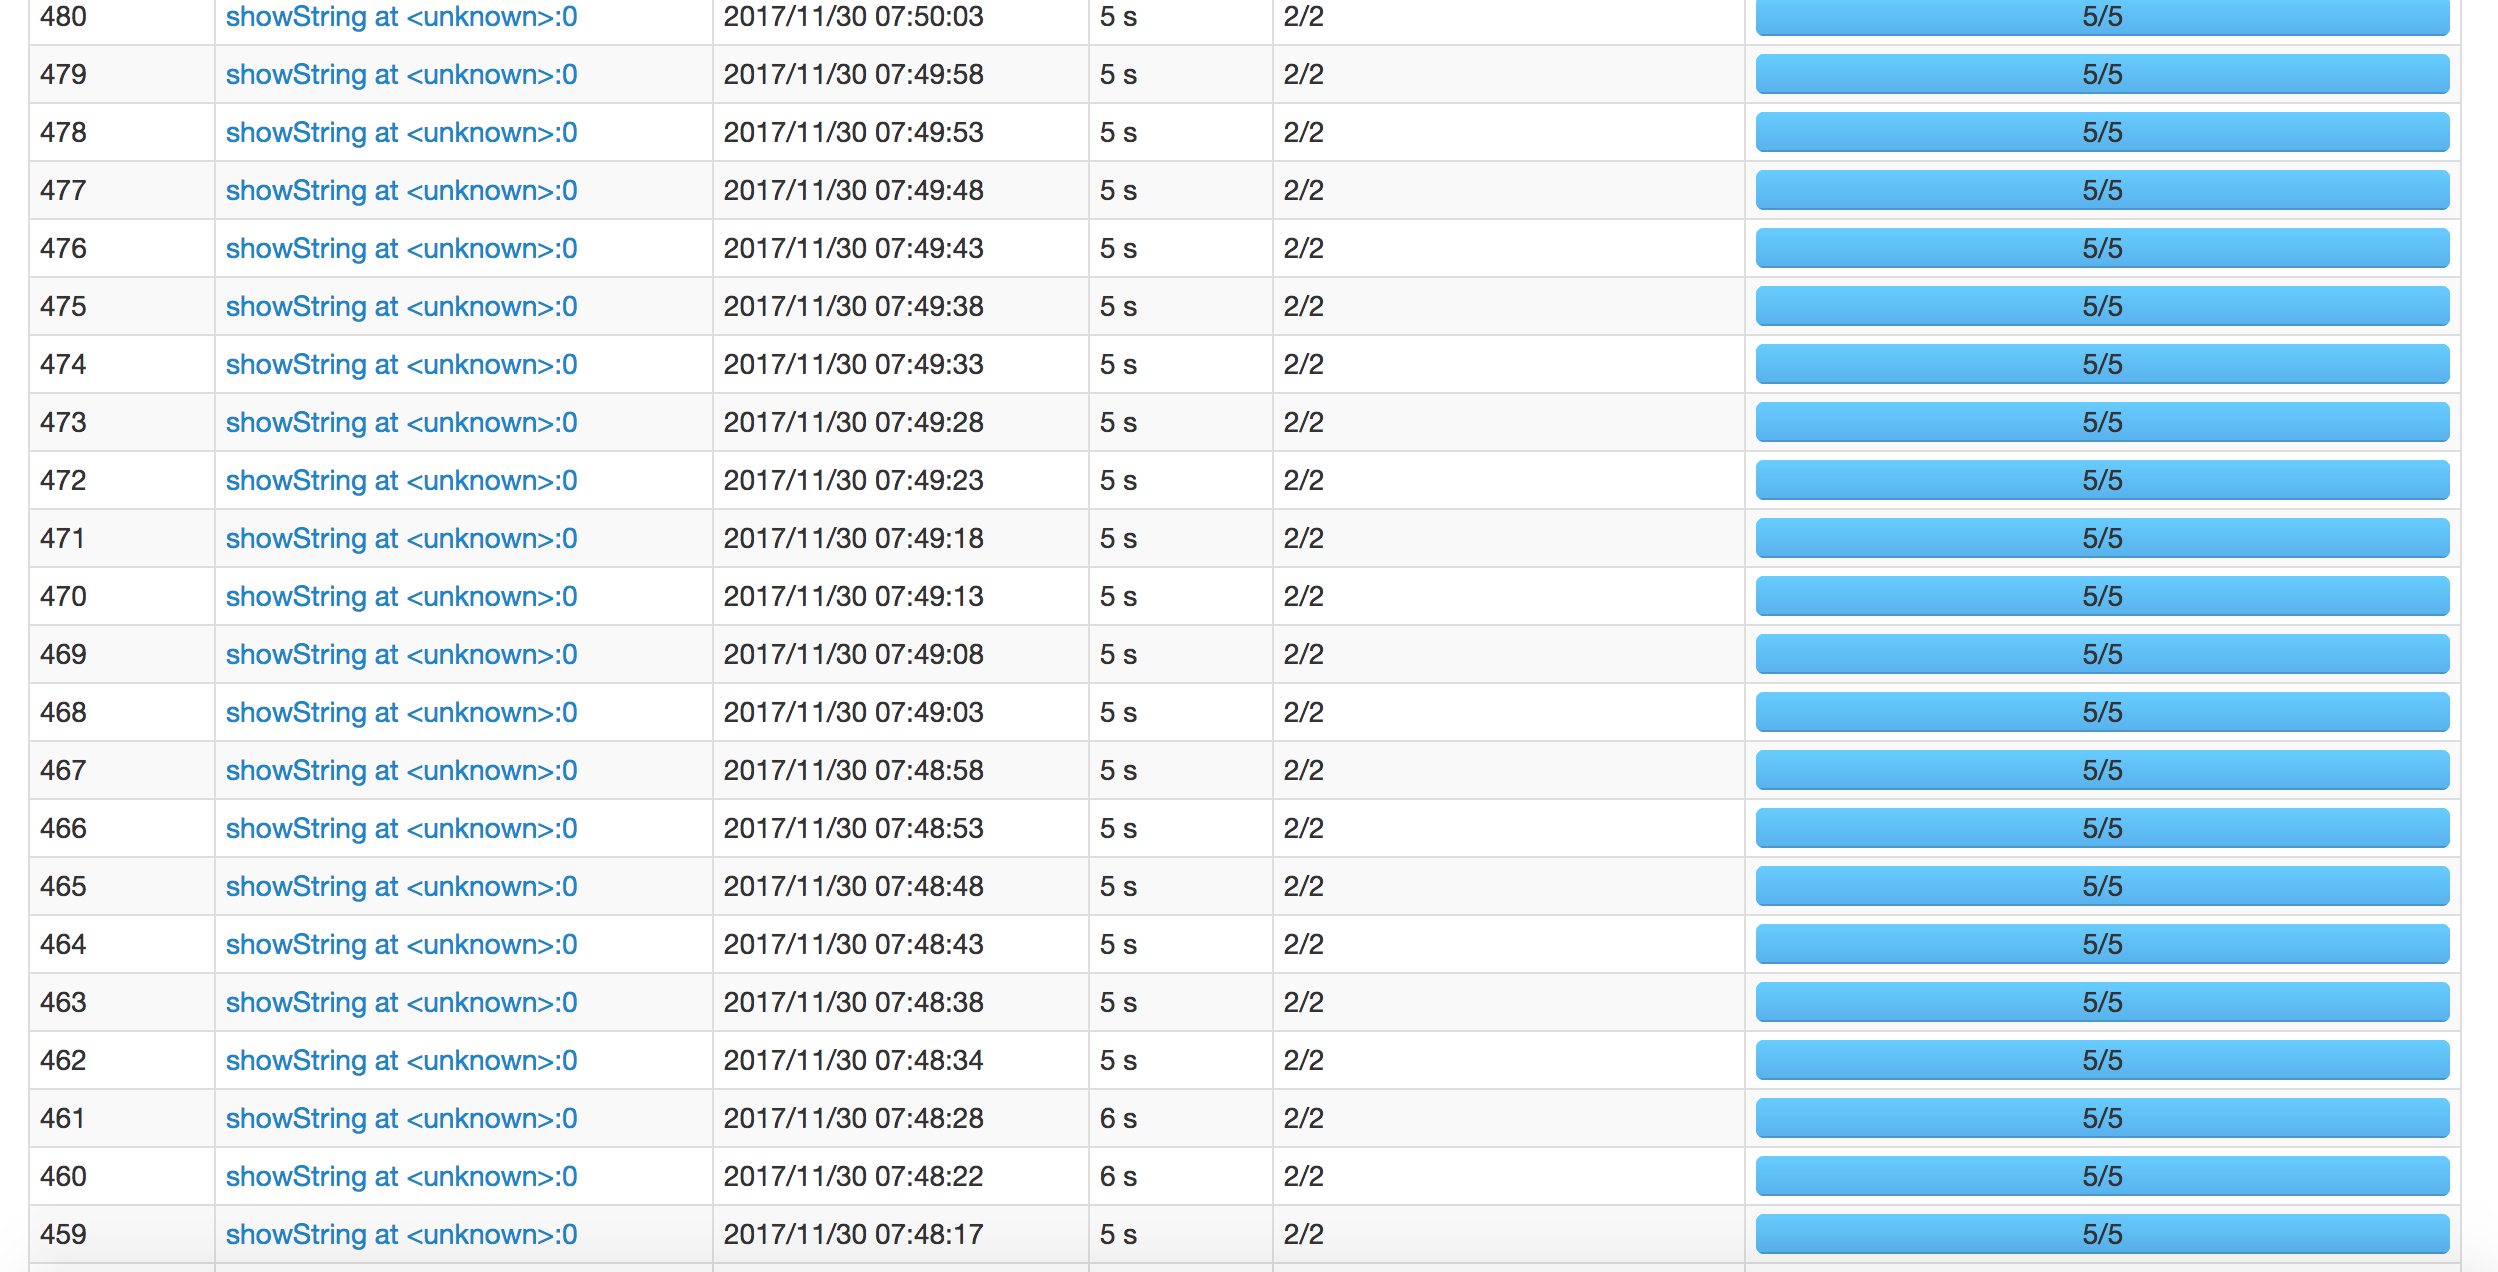 480 showString at <unknown>:0 2017/11/30 07:50:03 5 s 2/2 5/5
479 showString at <unknown>:0 2017/11/30 07:49:58 5 s 2/2 5/5
478 showString at <unknown>:0 2017/11/30 07:49:53 5 s 2/2 5/5
477 showString at <unknown>:0 2017/11/30 07:49:48 5 s 2/2 5/5
476 showString at <unknown>:0 2017/11/30 07:49:43 5 s 2/2 5/5
475 showString at <unknown>:0 2017/11/30 07:49:38 5 s 2/2 5/5
474 showString at <unknown>:0 2017/11/30 07:49:33 5 s 2/2 5/5
473 showString at <unknown>:0 2017/11/30 07:49:28 5 s 2/2 5/5
472 showString at <unknown>:0 2017/11/30 07:49:23 5 s 2/2 5/5
471 showString at <unknown>:0 2017/11/30 07:49:18 5 s 2/2 5/5
470 showString at <unknown>:0 2017/11/30 07:49:13 5 s 2/2 5/5
469 showString at <unknown>:0 2017/11/30 07:49:08 5 s 2/2 5/5
468 showString at <unknown>:0 2017/11/30 07:49:03 5 s 2/2 5/5
467 showString at <unknown>:0 2017/11/30 07:48:58 5 s 2/2 5/5
466 showString at <unknown>:0 2017/11/30 07:48:53 5 s 2/2 5/5
465 showString at <unknown>:0 2017/11/30 07:48:48 5 s 2/2 5/5
464 showString at <unknown>:0 2017/11/30 07:48:43 5 s 2/2 5/5
463 showString at <unknown>:0 2017/11/30 07:48:38 5 s 2/2 5/5
462 showString at <unknown>:0 2017/11/30 07:48:34 5 s 2/2 5/5
461 showString at <unknown>:0 2017/11/30 07:48:28 6 s 2/2 5/5
460 showString at <unknown>:0 2017/11/30 07:48:22 6 s 2/2 5/5
459 showString at <unknown>:0 2017/11/30 07:48:17 5 s 2/2 5/5